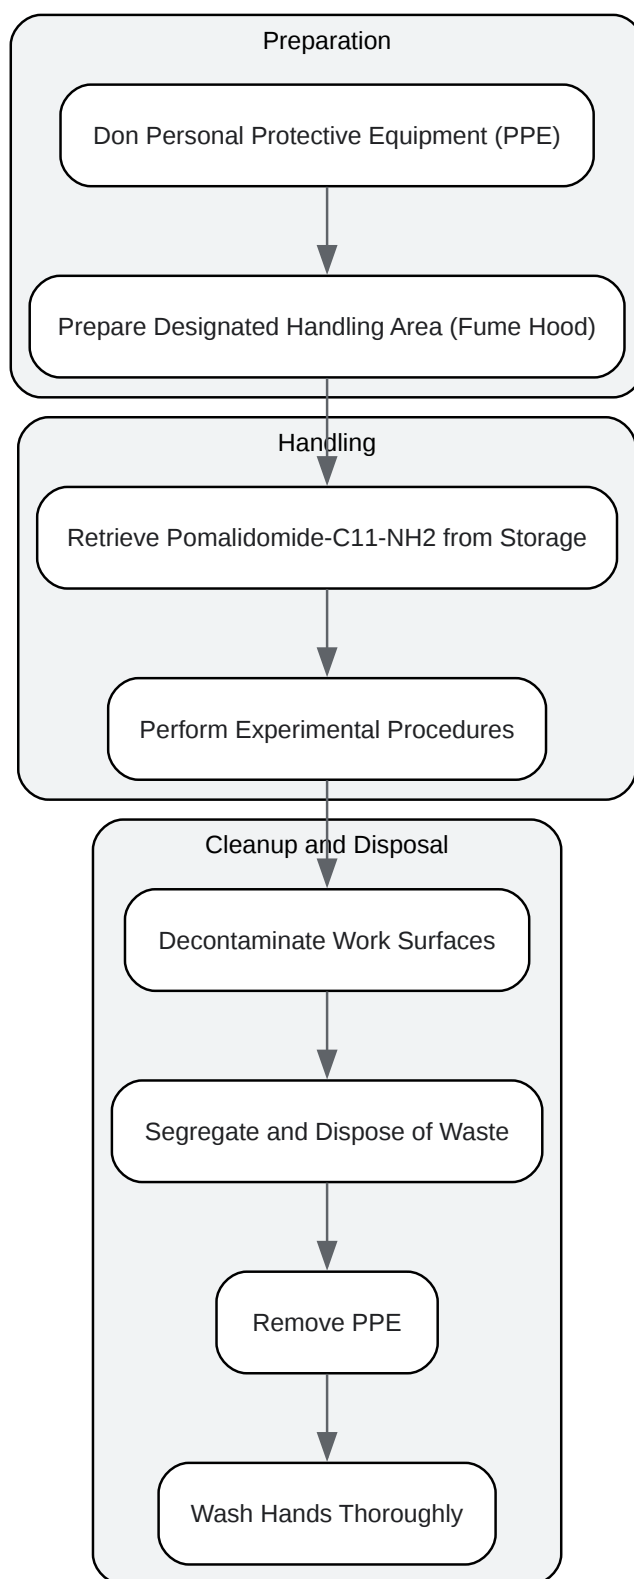 Preparation
Don Personal Protective Equipment (PPE)
Prepare Designated Handling Area (Fume Hood)
Handling
Retrieve Pomalidomide-C11-NH2 from Storage
Perform Experimental Procedures
Cleanup and Disposal
Decontaminate Work Surfaces
Segregate and Dispose of Waste
Remove PPE
Wash Hands Thoroughly